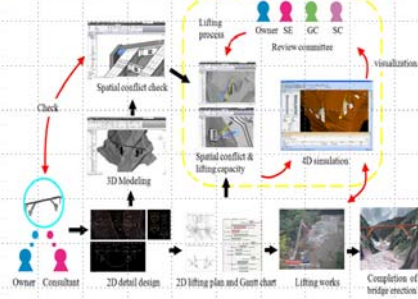 Lifting
process
Owner SE GC SC
Review committee
visualization
Spatial conflict check
Check
Spatial conflict &
lifting capacity
4D simulation
3D Modeling
Owner Consultant
2D detail design
2D lifting plan and Gantt chart
Lifting works
Completion of
bridge erection